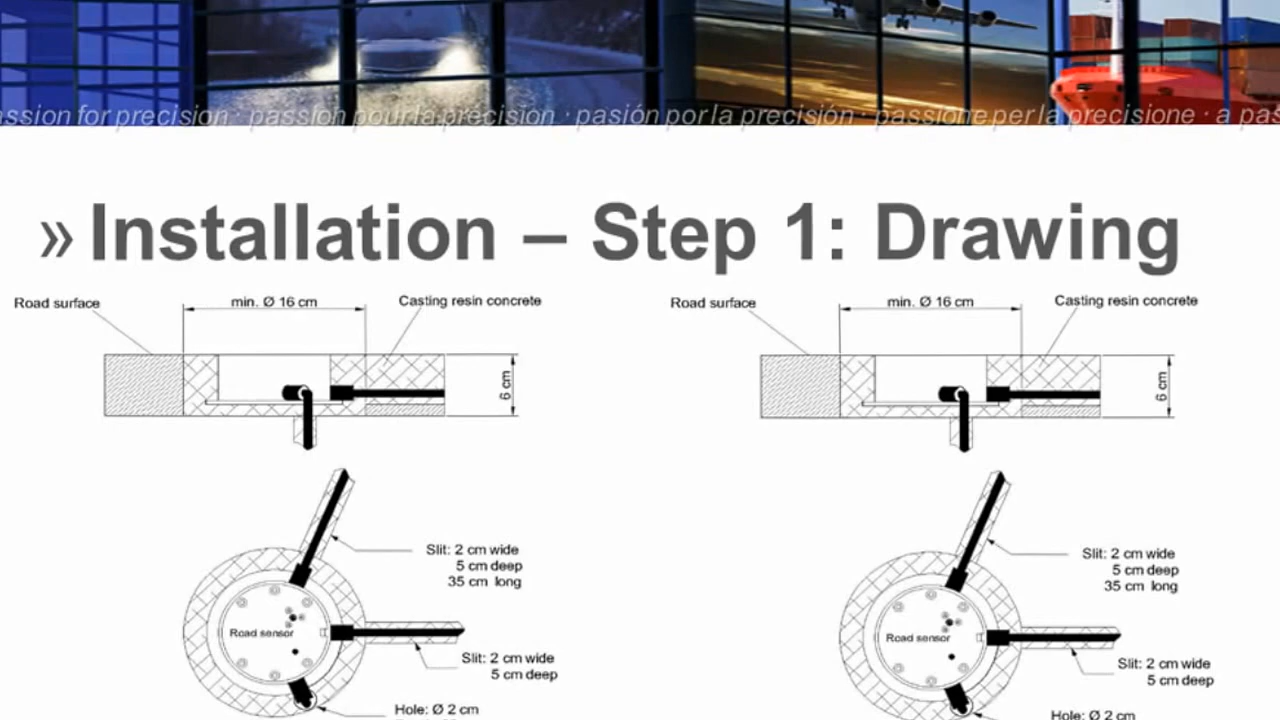 assion for precision · passion pour la précision · pasión por la precisión · passione per la precisione · a pas
» Installation – Step 1: Drawing
Road surface
min. Ø 16 cm
Casting resin concrete
6 cm
Road surface
min. Ø 16 cm
Casting resin concrete
6 cm
Slit: 2 cm wide
5 cm deep
35 cm long
Road sensor
Slit: 2 cm wide
5 cm deep
Hole: Ø 2 cm
Slit: 2 cm wide
5 cm deep
35 cm long
Road sensor
Slit: 2 cm wide
5 cm deep
Hole: Ø 2 cm